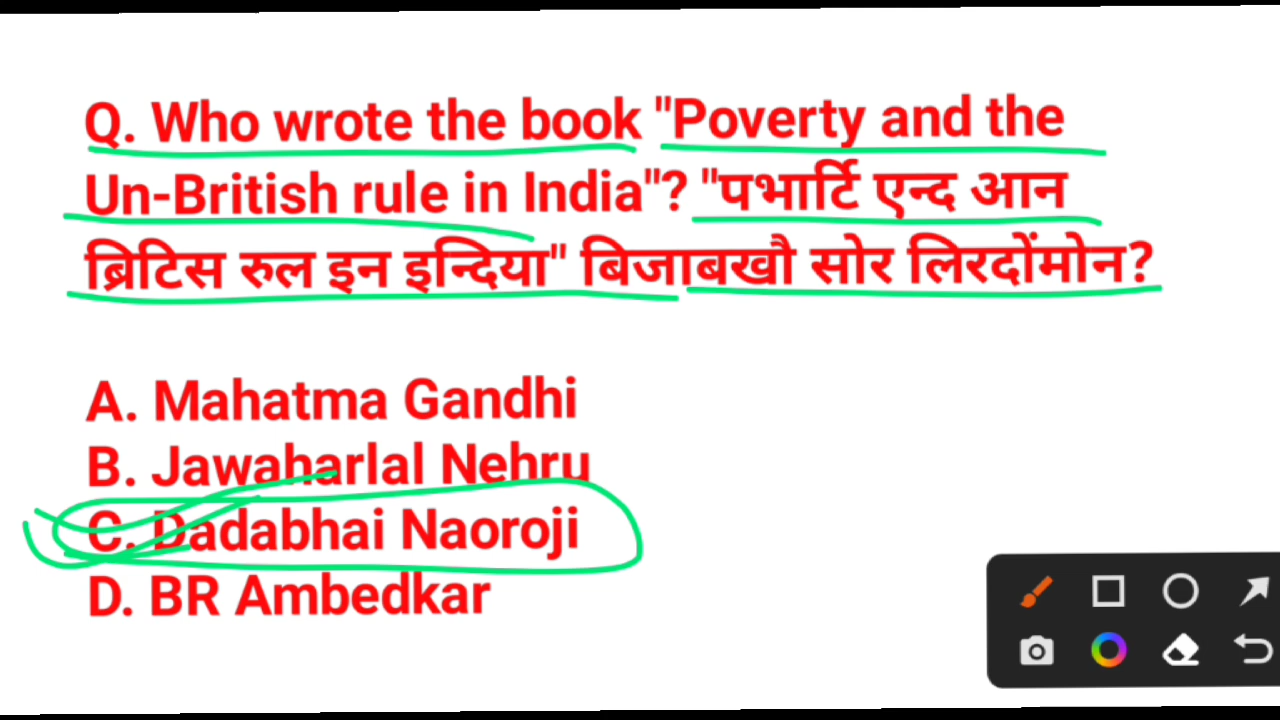 Q. Who wrote the book "Poverty and the
Un-British rule in India"? "पभार्टि एन्द आन
ब्रिटिस रुल इन इन्दिया" बिजाबखौ सोर लिरदोंमोन?
A. Mahatma Gandhi
B. Jawaharlal Nehru
C. Dadabhai Naoroji
D. BR Ambedkar